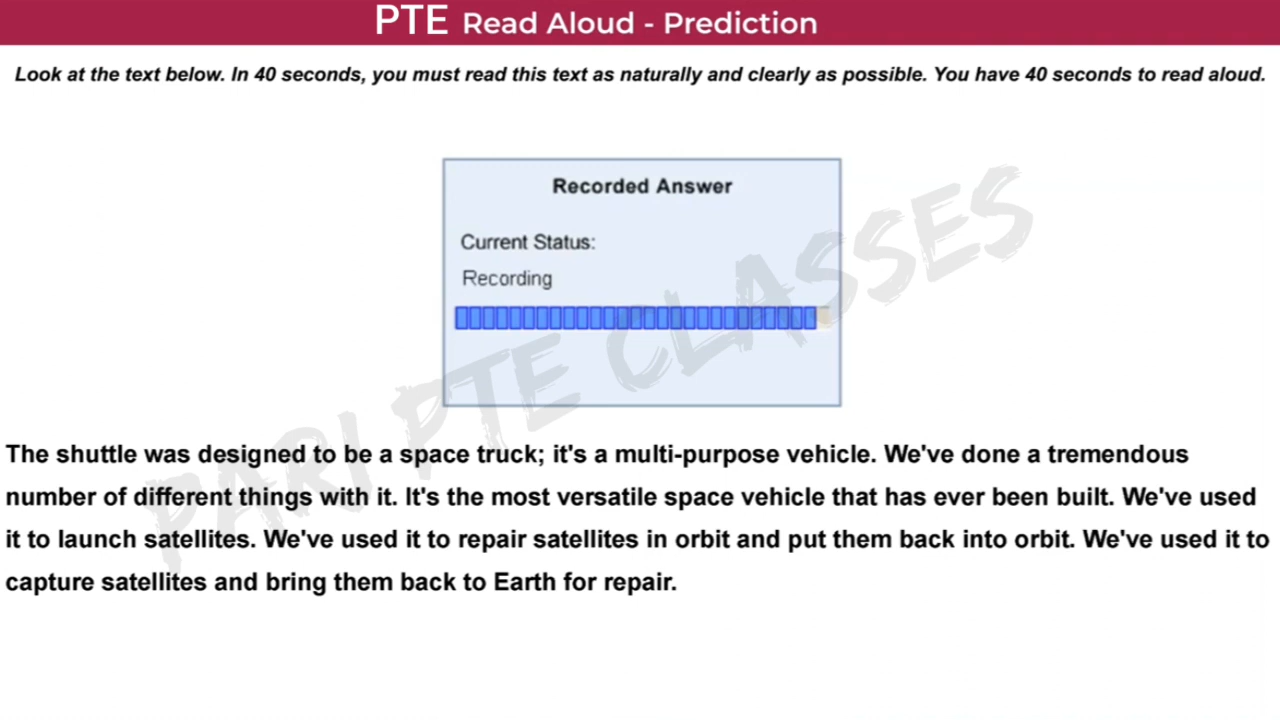 PTE Read Aloud - Prediction
Look at the text below. In 40 seconds, you must read this text as naturally and clearly as possible. You have 40 seconds to read aloud.
Recorded Answer
Current Status:
Recording
PARI PTE CLASSES
The shuttle was designed to be a space truck; it's a multi-purpose vehicle. We've done a tremendous
number of different things with it. It's the most versatile space vehicle that has ever been built. We've used
it to launch satellites. We've used it to repair satellites in orbit and put them back into orbit. We've used it to
capture satellites and bring them back to Earth for repair.